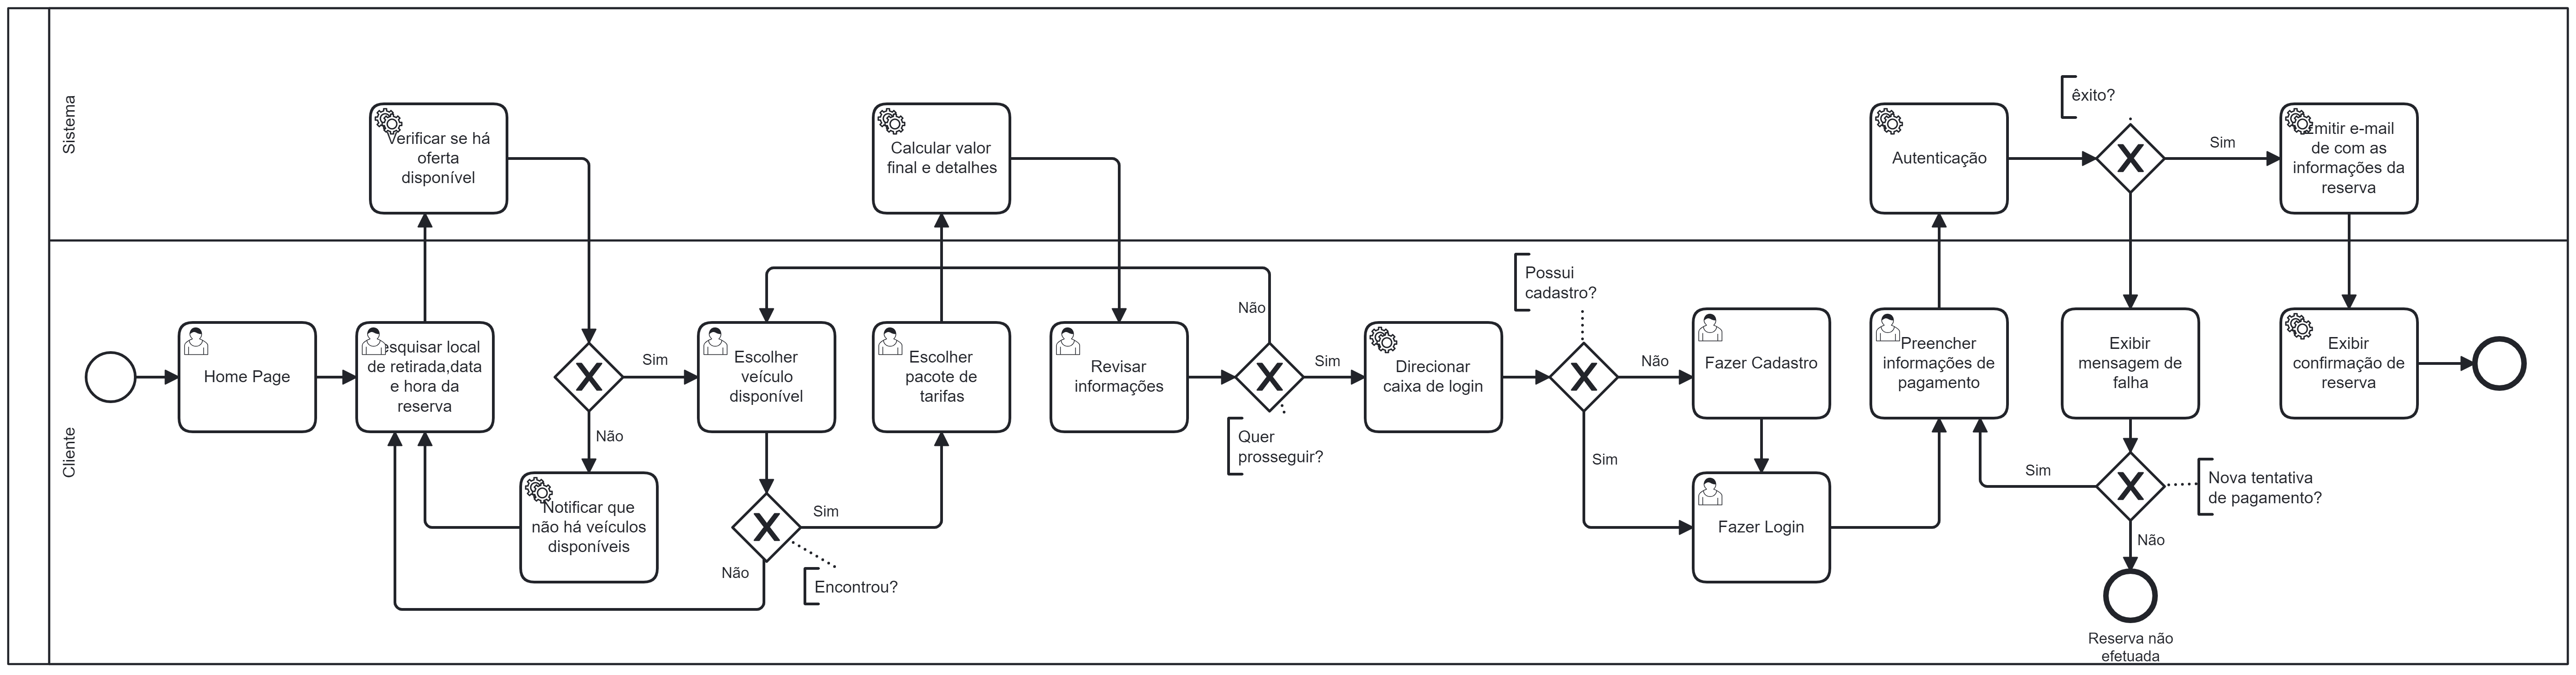 Sistema
Cliente
Verificar se há
oferta
disponível
Calcular valor
final e detalhes
Autenticação
êxito?
Sim
Emitir e-mail
de com as
informações da
reserva
Home Page
Pesquisar local
de retirada,data
e hora da
reserva
Sim
Não
Notificar que
não há veículos
disponíveis
Escolher
veículo
disponível
Sim
Não
Encontrou?
Escolher
pacote de
tarifas
Revisar
informações
Não
Sim
Quer
prosseguir?
Direcionar
caixa de login
Possui
cadastro?
Não
Sim
Fazer Cadastro
Fazer Login
Preencher
informações de
pagamento
Exibir
mensagem de
falha
Sim
Nova tentativa
de pagamento?
Não
Reserva não
efetuada
Exibir
confirmação de
reserva